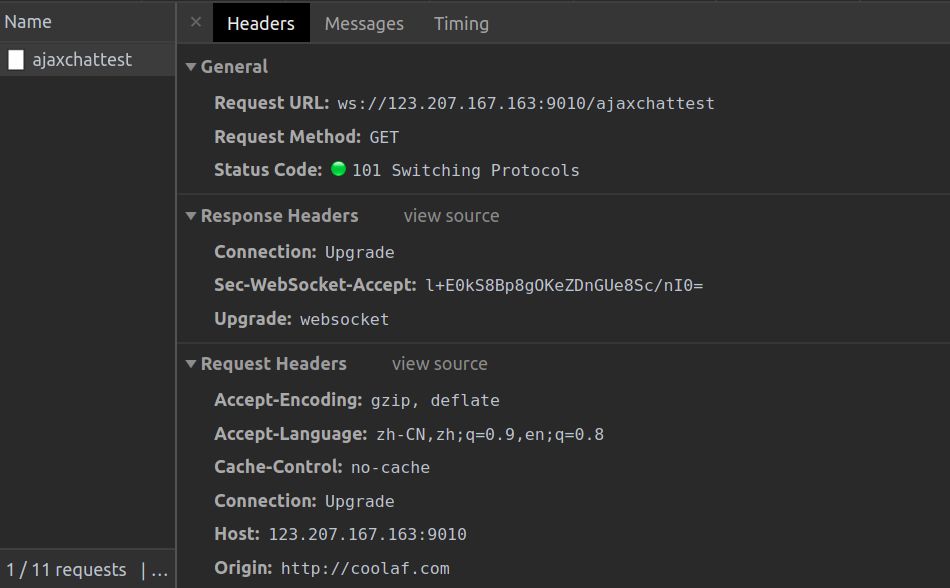 Name
× Headers Messages Timing
ajaxchattest
▼ General
Request URL: ws://123.207.167.163:9010/ajaxchattest
Request Method: GET
Status Code: 101 Switching Protocols
▼ Response Headers view source
Connection: Upgrade
Sec-WebSocket-Accept: l+E0kS8Bp8gOKeZDnGUe8Sc/nI0=
Upgrade: websocket
▼ Request Headers view source
Accept-Encoding: gzip, deflate
Accept-Language: zh-CN,zh;q=0.9,en;q=0.8
Cache-Control: no-cache
Connection: Upgrade
Host: 123.207.167.163:9010
Origin: http://coolaf.com
1 / 11 requests | …